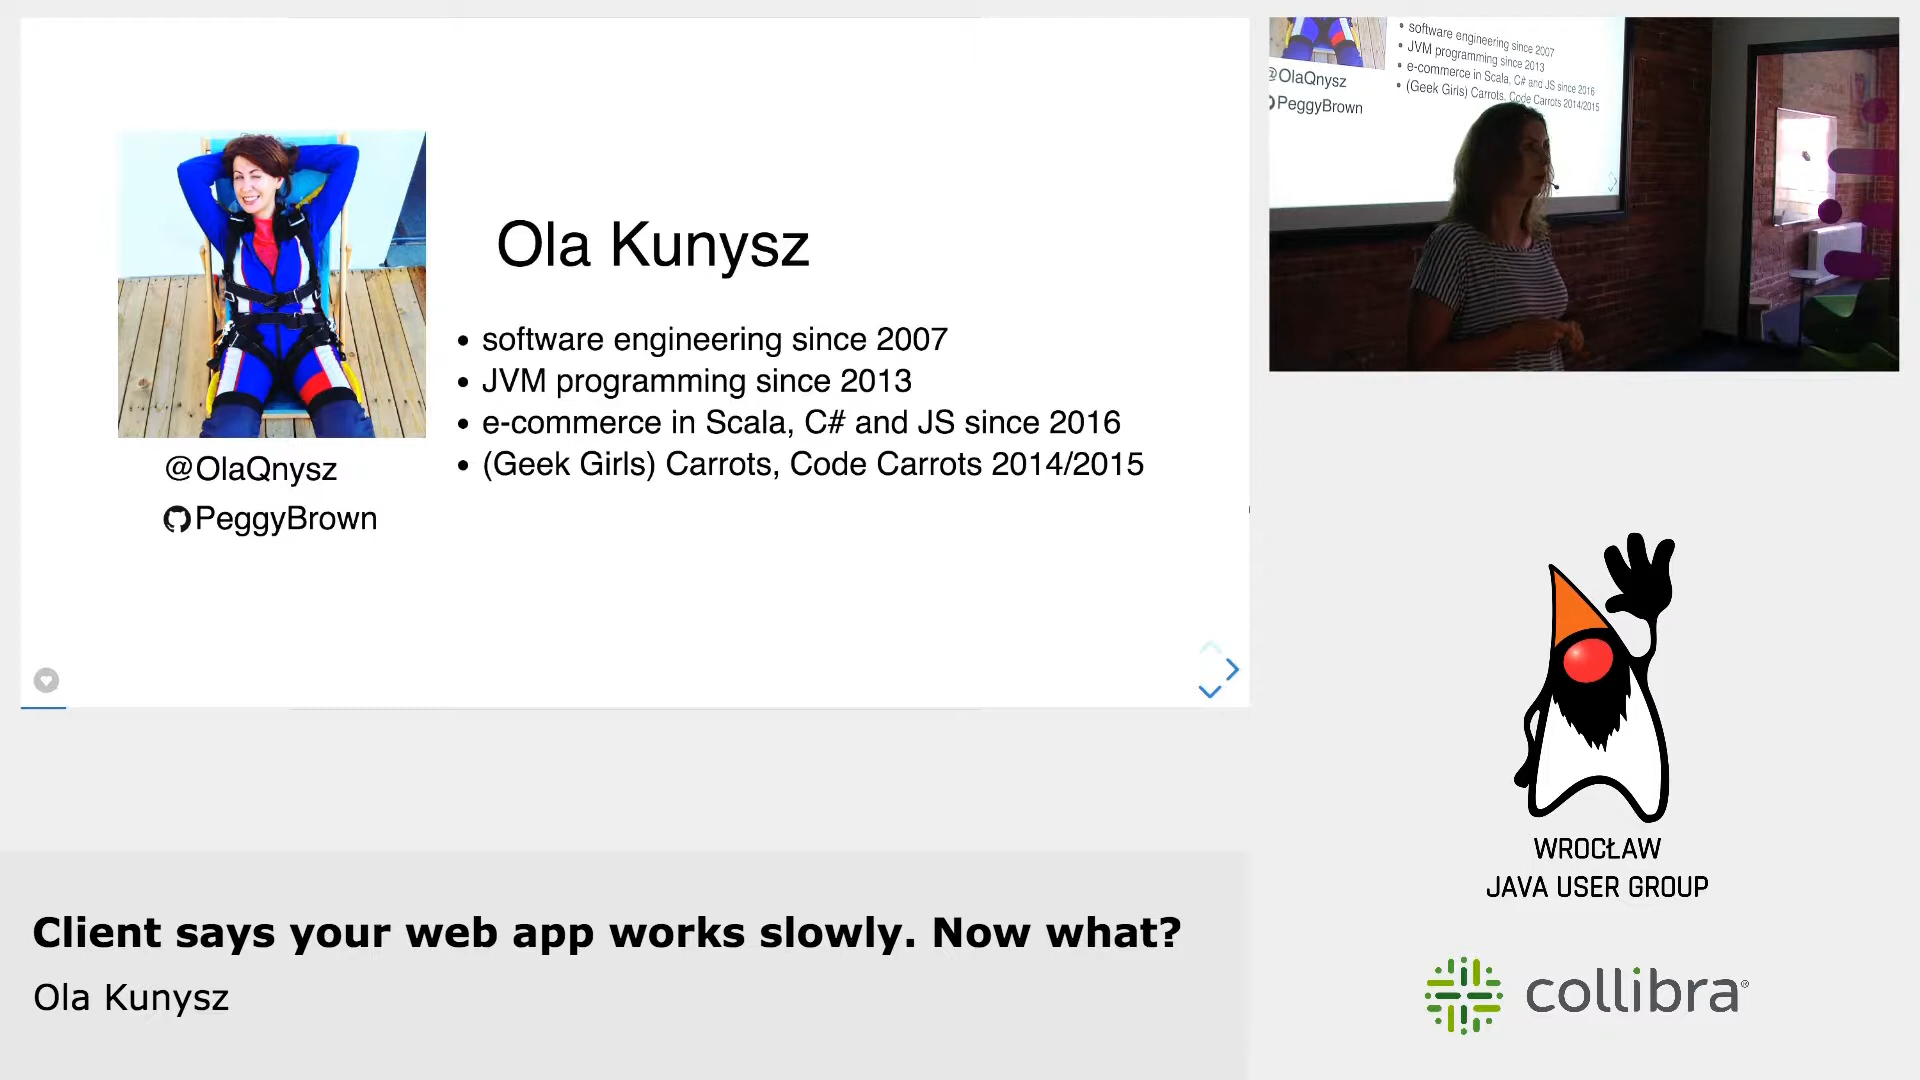 Ola Kunysz
software engineering since 2007
JVM programming since 2013
e-commerce in Scala, C# and JS since 2016
(Geek Girls) Carrots, Code Carrots 2014/2015
@OlaQnysz
PeggyBrown
software engineering since 2007
JVM programming since 2013
e-commerce in Scala, C# and JS since 2016
(Geek Girls) Carrots, Code Carrots 2014/2015
@OlaQnysz
PeggyBrown
WROCŁAW
JAVA USER GROUP
collibra®
Client says your web app works slowly. Now what?
Ola Kunysz